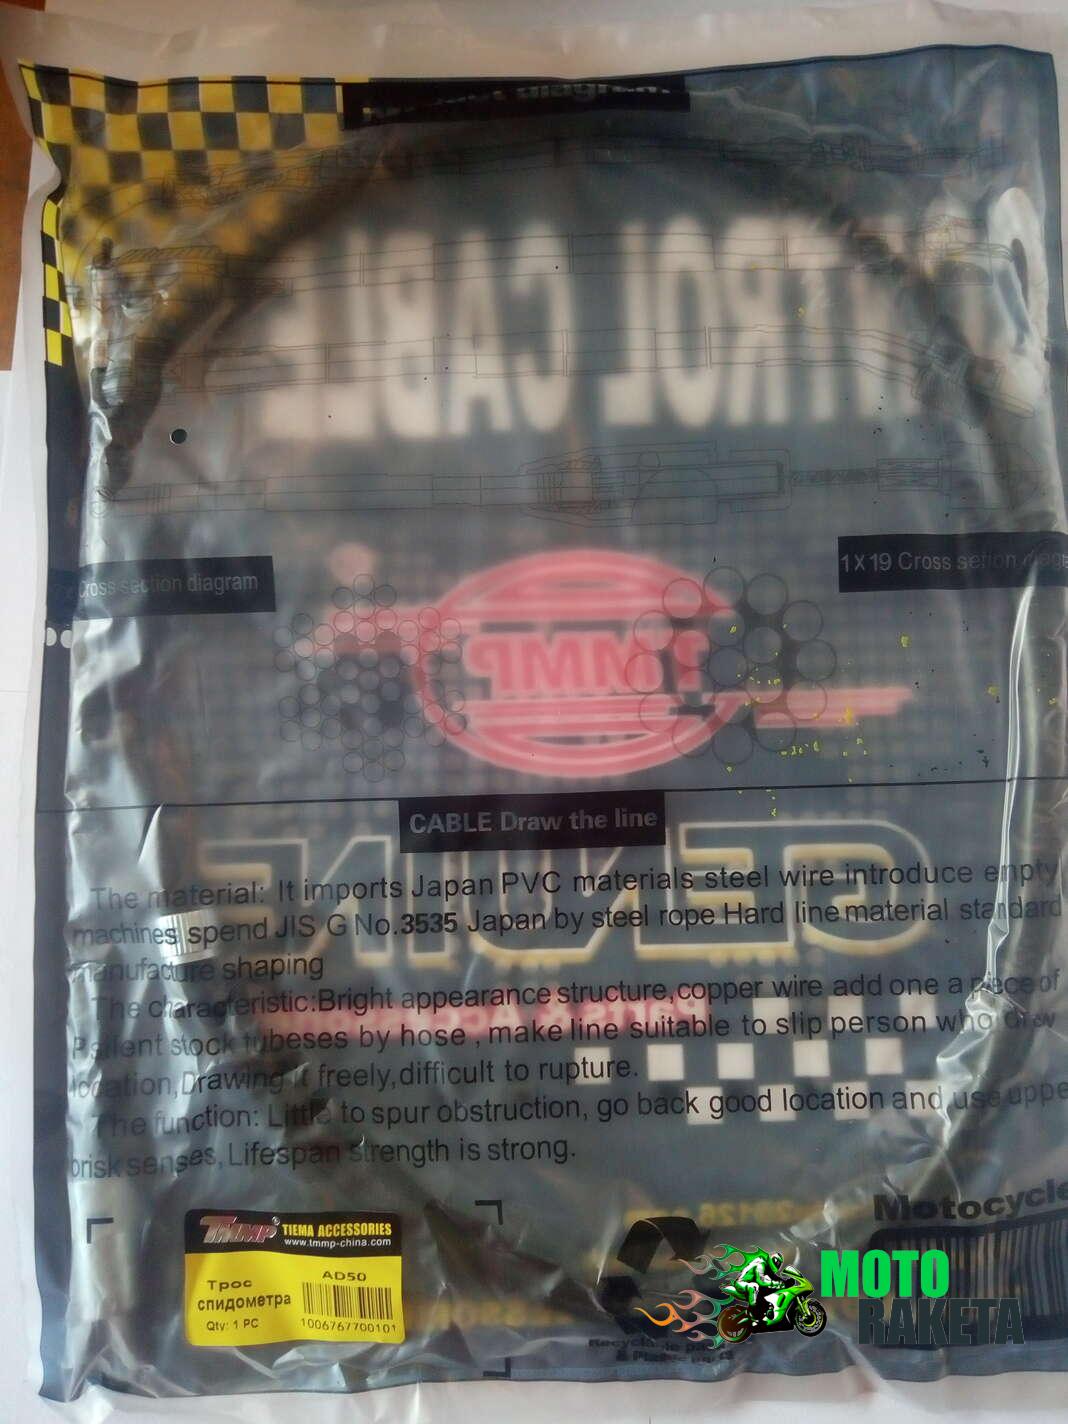 CONTROL CABLE
Cross section diagram
1X19 Cross setion
TMMP
CABLE Draw the line
GENUINE
The material: It imports Japan PVC materials steel wire introduce empty
machines spend JIS G No.3535 Japan by steel rope Hard line material standard
manufacture shaping
The characteristic:Bright appearance structure,copper wire add one a piece of
Patient stock tubeses by hose , make line suitable to slip person who draw
location,Drawing it freely,difficult to rupture.
The function: Little to spur obstruction, go back good location and use uppe
brisk senses, Lifespan strength is strong.
Motocycle
TMMP® TIEMA ACCESSORIES
www.tmmp-china.com
Трос AD50
спидометра
Qty: 1 PC 1006767700101
MOTO
RAKETA